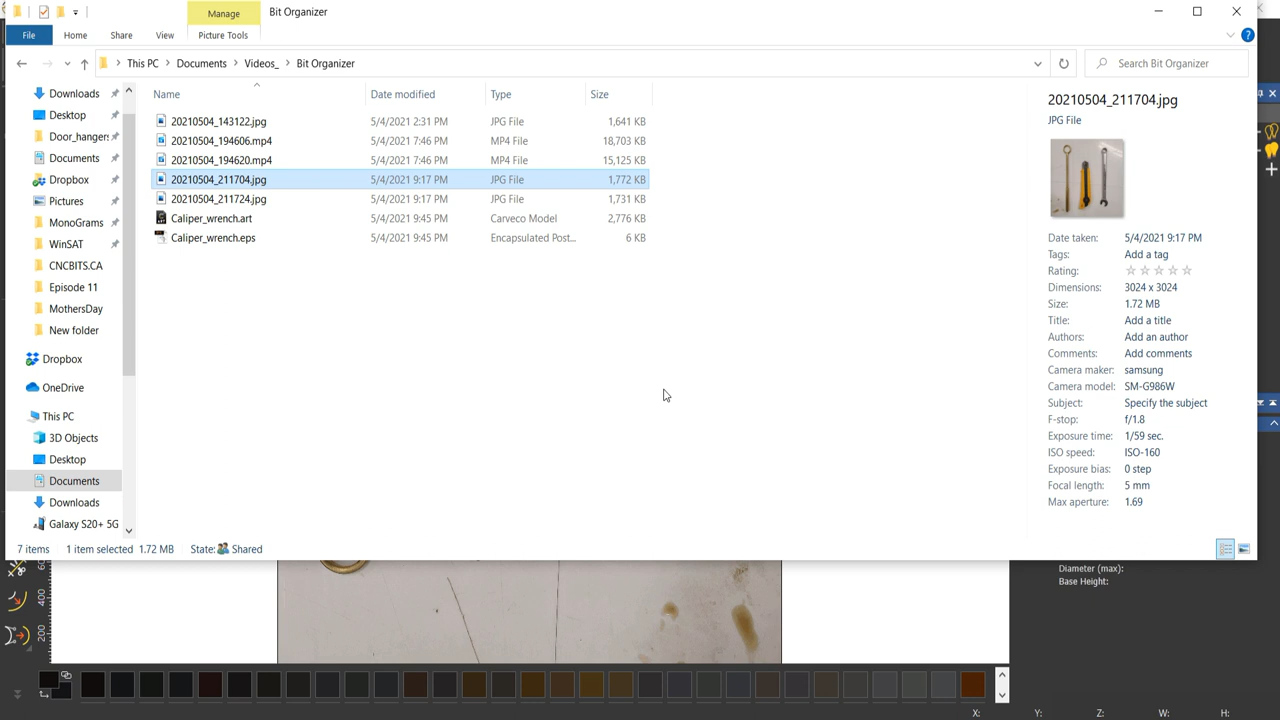 Manage
Bit Organizer
File
Home
Share
View
Picture Tools
This PC
Documents
Videos_
Bit Organizer
Search Bit Organizer
Downloads
Desktop
Door_hangers
Documents
Dropbox
Pictures
MonoGrams
WinSAT
CNCBITS.CA
Episode 11
MothersDay
New folder
Dropbox
OneDrive
This PC
3D Objects
Desktop
Documents
Downloads
Galaxy S20+ 5G
Name Date modified Type Size
20210504_143122.jpg 5/4/2021 2:31 PM JPG File 1,641 KB
20210504_194606.mp4 5/4/2021 7:46 PM MP4 File 18,703 KB
20210504_194620.mp4 5/4/2021 7:46 PM MP4 File 15,125 KB
20210504_211704.jpg 5/4/2021 9:17 PM JPG File 1,772 KB
20210504_211724.jpg 5/4/2021 9:17 PM JPG File 1,731 KB
Caliper_wrench.art 5/4/2021 9:45 PM Carveco Model 2,776 KB
Caliper_wrench.eps 5/4/2021 9:45 PM Encapsulated Post... 6 KB
20210504_211704.jpg
JPG File
Date taken: 5/4/2021 9:17 PM
Tags: Add a tag
Rating:
Dimensions: 3024 x 3024
Size: 1.72 MB
Title: Add a title
Authors: Add an author
Comments: Add comments
Camera maker: samsung
Camera model: SM-G986W
Subject: Specify the subject
F-stop: f/1.8
Exposure time: 1/59 sec.
ISO speed: ISO-160
Exposure bias: 0 step
Focal length: 5 mm
Max aperture: 1.69
7 items 1 item selected 1.72 MB State: Shared
Diameter (max):
Base Height:
400
200
X: Y: Z: W: H: